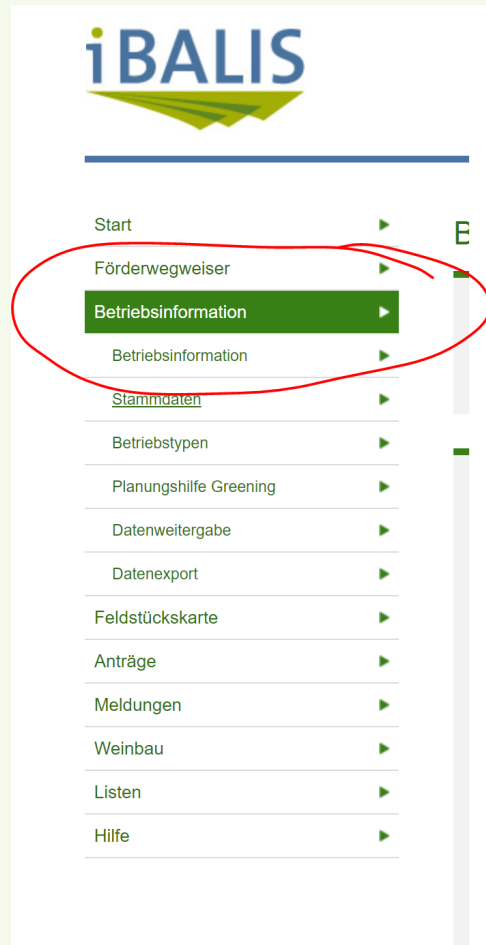 iBALIS
Start
Förderwegweiser
Betriebsinformation
Betriebsinformation
Stammdaten
Betriebstypen
Planungshilfe Greening
Datenweitergabe
Datenexport
Feldstückskarte
Anträge
Meldungen
Weinbau
Listen
Hilfe